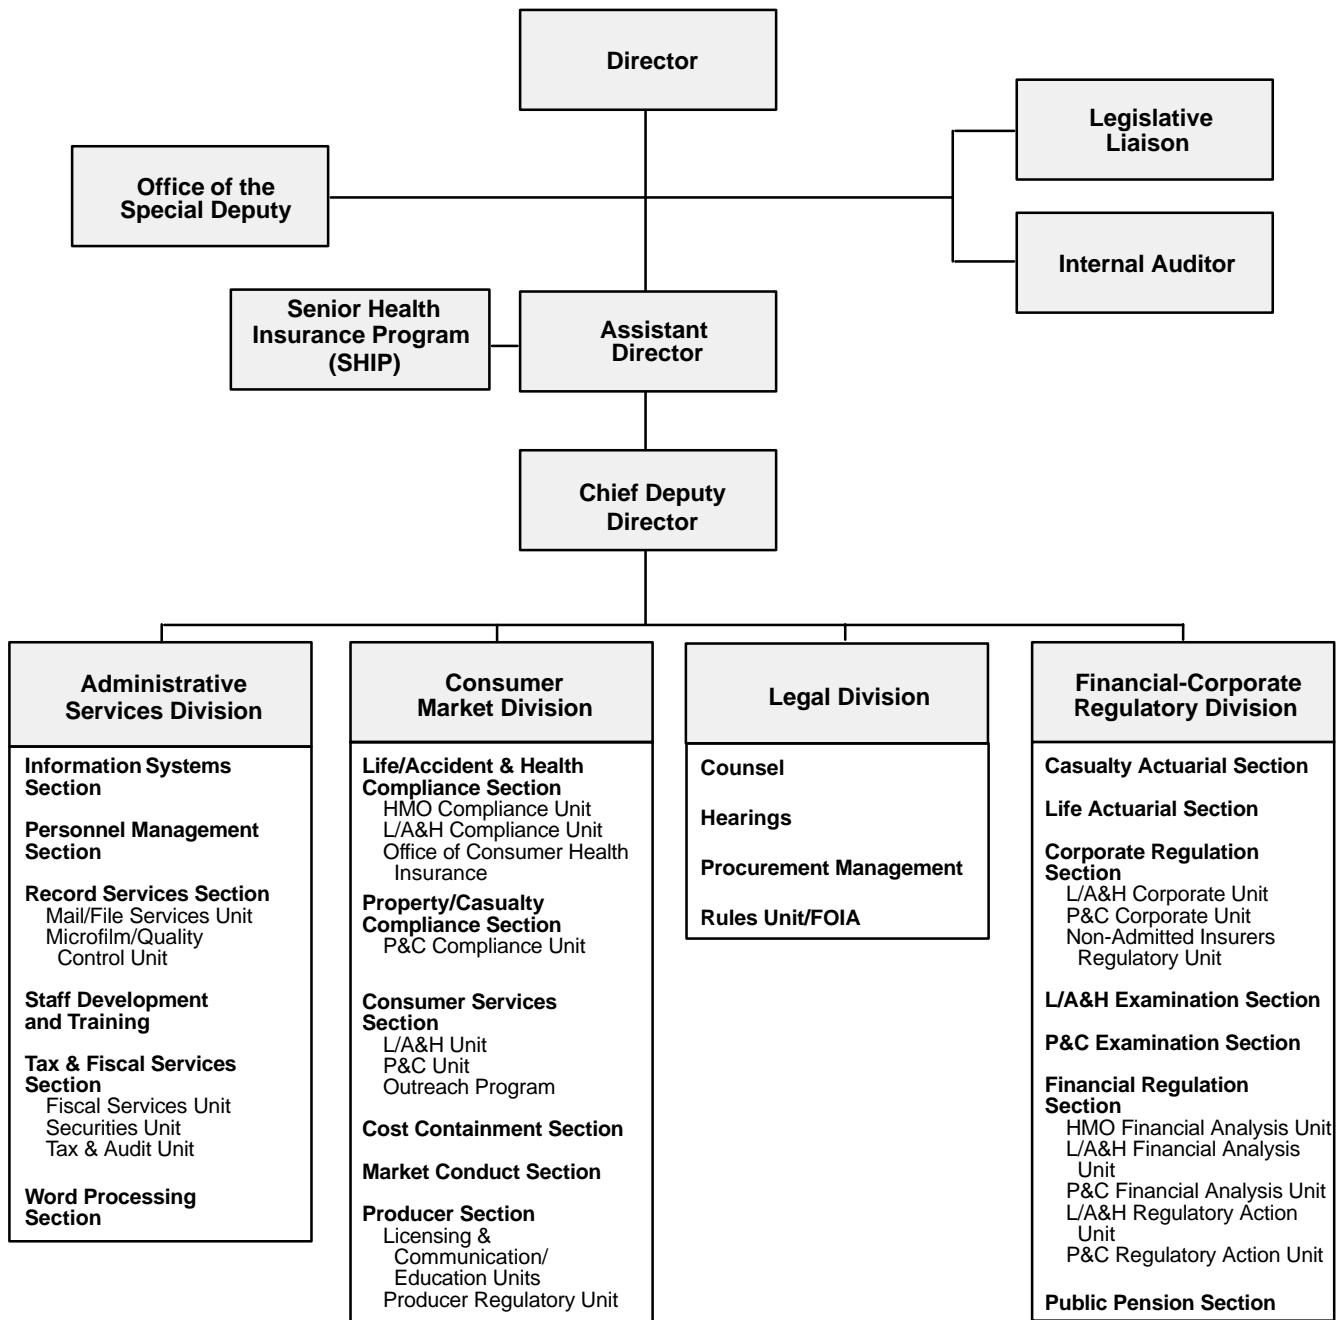 Director
Legislative
Liaison
Office of the
Special Deputy
Internal Auditor
Senior Health
Insurance Program
(SHIP)
Assistant
Director
Chief Deputy
Director
Administrative
Services Division
Information Systems
Section
Personnel Management
Section
Record Services Section
Mail/File Services Unit
Microfilm/Quality
Control Unit
Staff Development
and Training
Tax & Fiscal Services
Section
Fiscal Services Unit
Securities Unit
Tax & Audit Unit
Word Processing
Section
Consumer
Market Division
Life/Accident & Health
Compliance Section
HMO Compliance Unit
L/A&H Compliance Unit
Office of Consumer Health
Insurance
Property/Casualty
Compliance Section
P&C Compliance Unit
Consumer Services
Section
L/A&H Unit
P&C Unit
Outreach Program
Cost Containment Section
Market Conduct Section
Producer Section
Licensing &
Communication/
Education Units
Producer Regulatory Unit
Legal Division
Counsel
Hearings
Procurement Management
Rules Unit/FOIA
Financial-Corporate
Regulatory Division
Casualty Actuarial Section
Life Actuarial Section
Corporate Regulation
Section
L/A&H Corporate Unit
P&C Corporate Unit
Non-Admitted Insurers
Regulatory Unit
L/A&H Examination Section
P&C Examination Section
Financial Regulation
Section
HMO Financial Analysis Unit
L/A&H Financial Analysis
Unit
P&C Financial Analysis Unit
L/A&H Regulatory Action
Unit
P&C Regulatory Action Unit
Public Pension Section